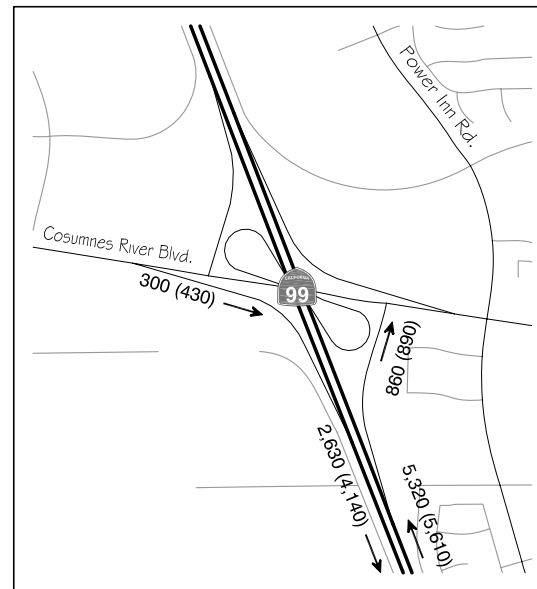 Power Inn Rd.
Cosumnes River Blvd.
CALIFORNIA
99
300 (430)
860 (890)
2,630 (4,140)
5,320 (5,610)